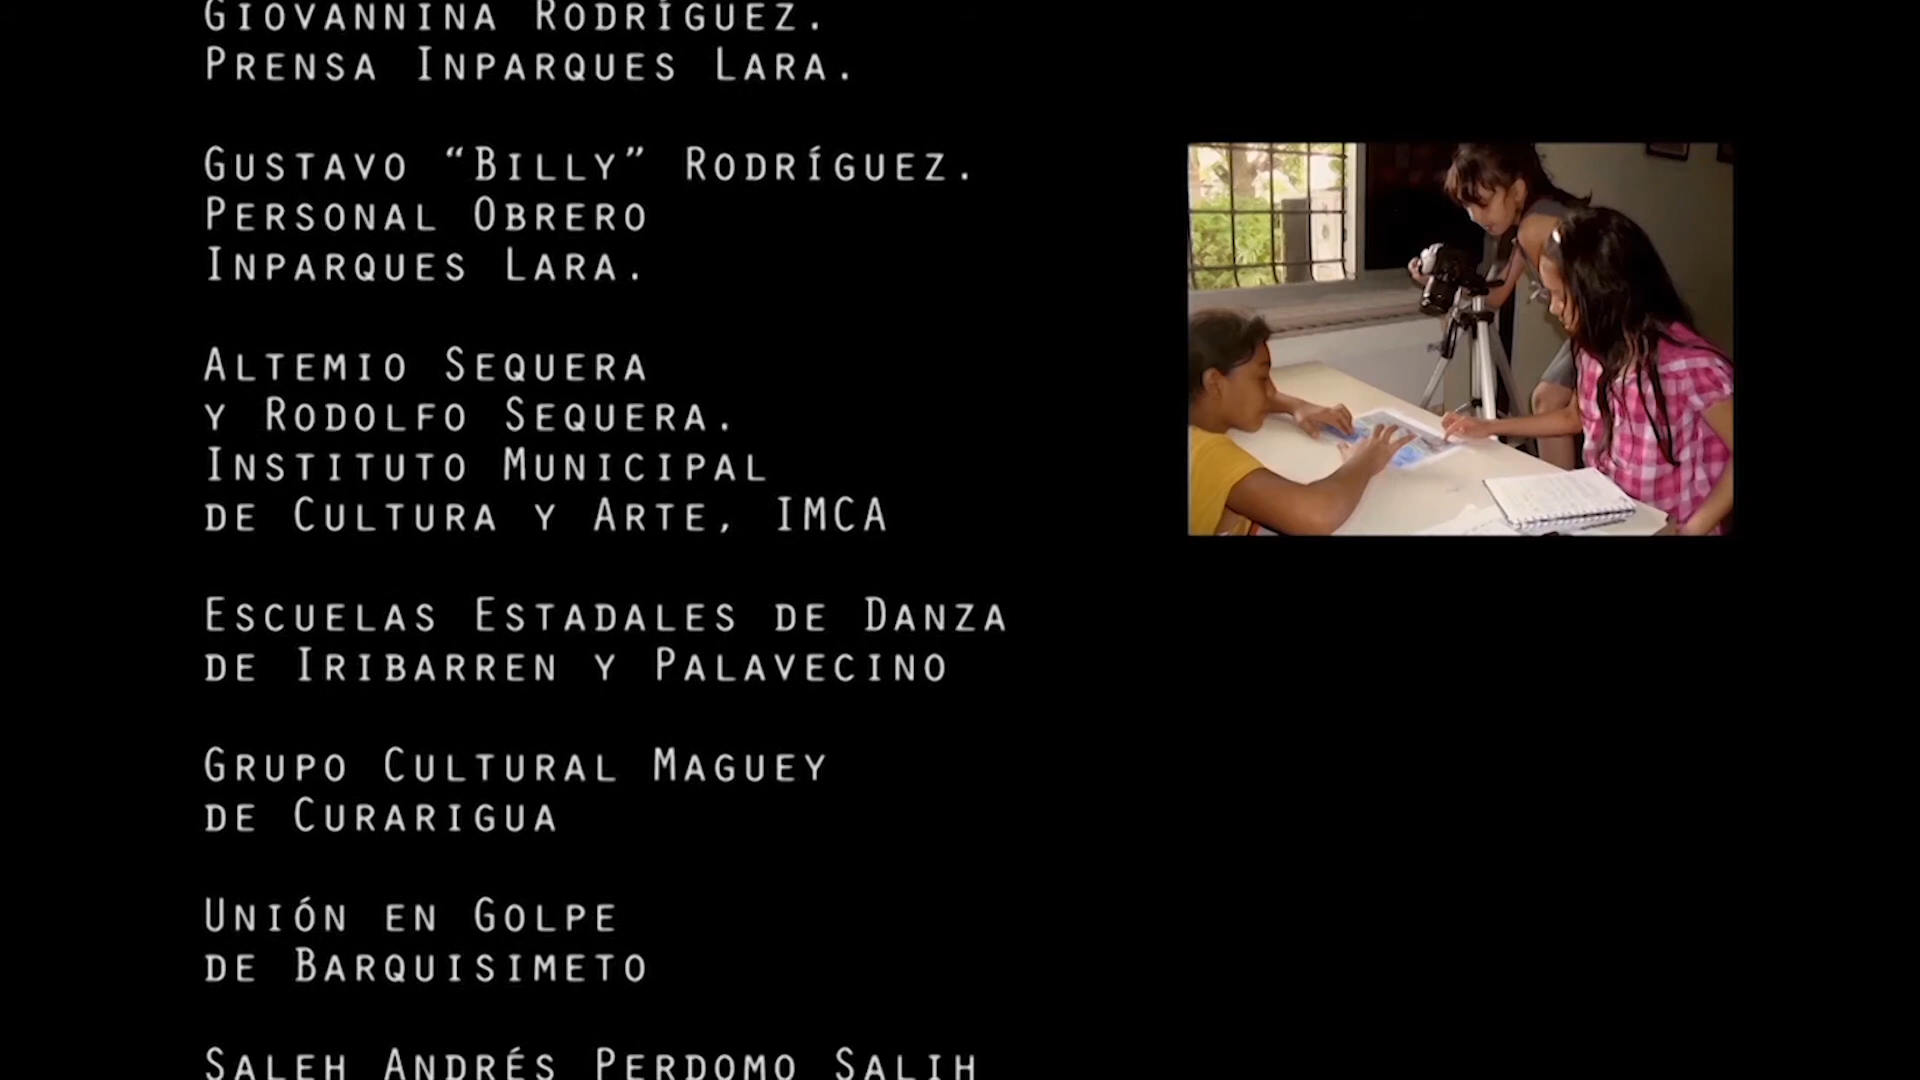 Giovannina Rodríguez.
Prensa Inparques Lara.
Gustavo “Billy” Rodríguez.
Personal Obrero
Inparques Lara.
Altemio Sequera
y Rodolfo Sequera.
Instituto Municipal
de Cultura y Arte, IMCA
Escuelas Estadales de Danza
de Iribarren y Palavecino
Grupo Cultural Maguey
de Curarigua
Unión en Golpe
de Barquisimeto
Saleh Andrés Perdomo Salih